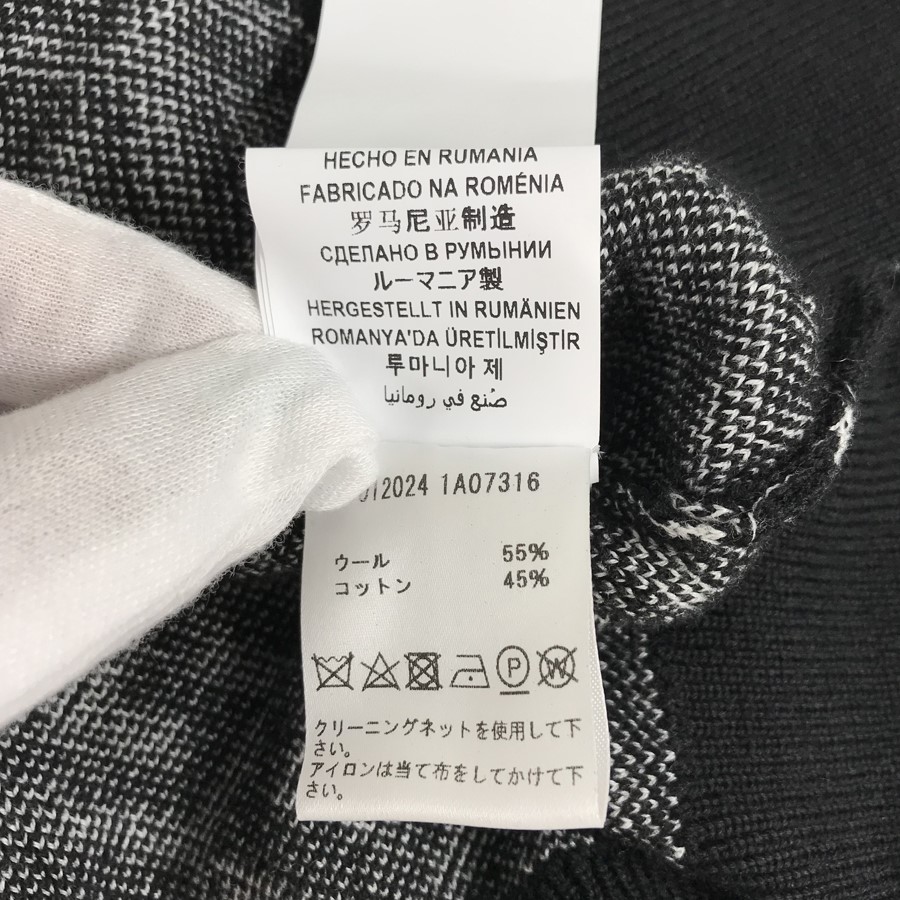 HECHO EN RUMANIA
FABRICADO NA ROMÉNIA
罗马尼亚制造
СДЕЛАНО В РУМЫНИИ
ルーマニア製
HERGESTELLT IN RUMÄNIEN
ROMANYA'DA ÜRETİLMİŞTİR
루마니아 제
صُنع في رومانيا
2024 1A07316
ウール 55%
コットン 45%
P W
クリーニングネットを使用して下
さい。
アイロンは当て布をしてかけて下
さい。